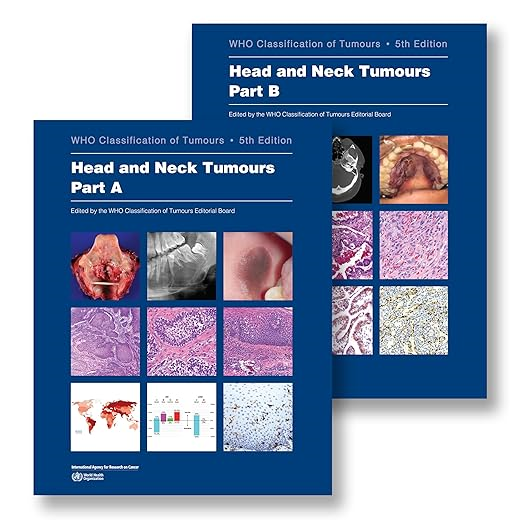 WHO Classification of Tumours • 5th Edition
Head and Neck Tumours
Part B
Edited by the WHO Classification of Tumours Editorial Board
WHO Classification of Tumours • 5th Edition
Head and Neck Tumours
Part A
Edited by the WHO Classification of Tumours Editorial Board
International Agency for Research on Cancer
World Health
Organization